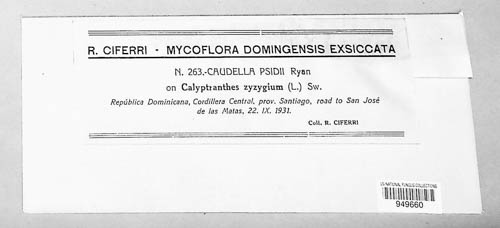 R. CIFERRI - MYCOFLORA DOMINGENSIS EXSICCATA
N. 263.-CAUDELLA PSIDII Ryan
on Calyptranthes zyzygium (L.) Sw.
República Dominicana, Cordillera Central, prov. Santiago, road to San José
de las Matas, 22. IX. 1931.
Coll. R. CIFERRI
US NATIONAL FUNGUS COLLECTIONS
949660